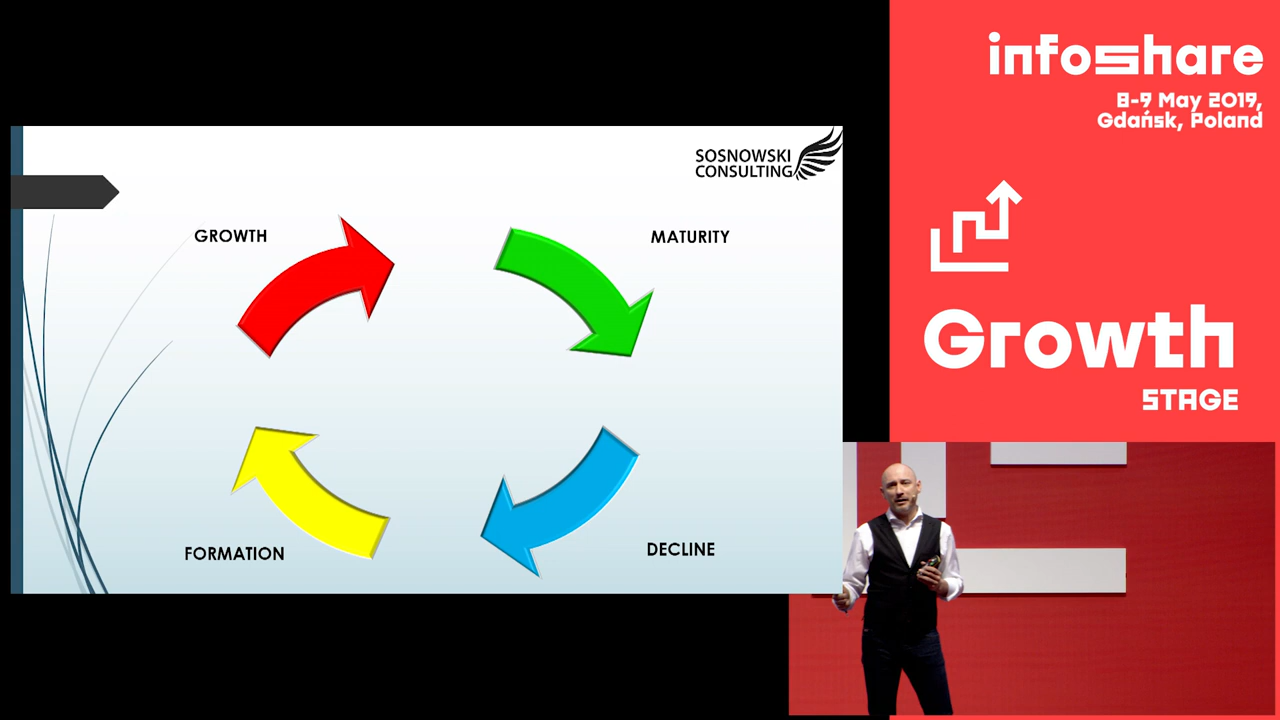 SOSNOWSKI
CONSULTING
GROWTH
MATURITY
FORMATION
DECLINE
infoshare
8-9 May 2019,
Gdańsk, Poland
Growth
STAGE